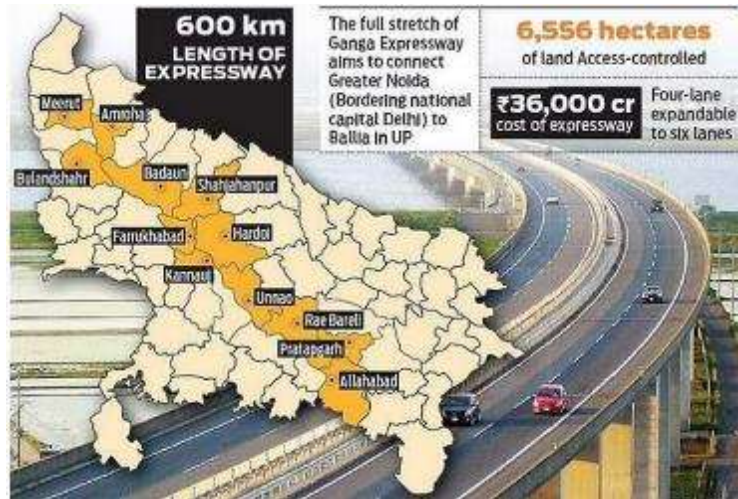 600 km
LENGTH OF
EXPRESSWAY
The full stretch of
Ganga Expressway
aims to connect
Greater Noida
(Bordering national
capital Delhi) to
Ballia in UP
6,556 hectares
of land Access-controlled
₹36,000 cr
cost of expressway
Four-lane
expandable
to six lanes
Meerut
Amroha
Bulandshahr
Badaun
Shahjahanpur
Farrukhabad
Hardoi
Kannauj
Unnao
Rae Bareli
Pratapgarh
Allahabad